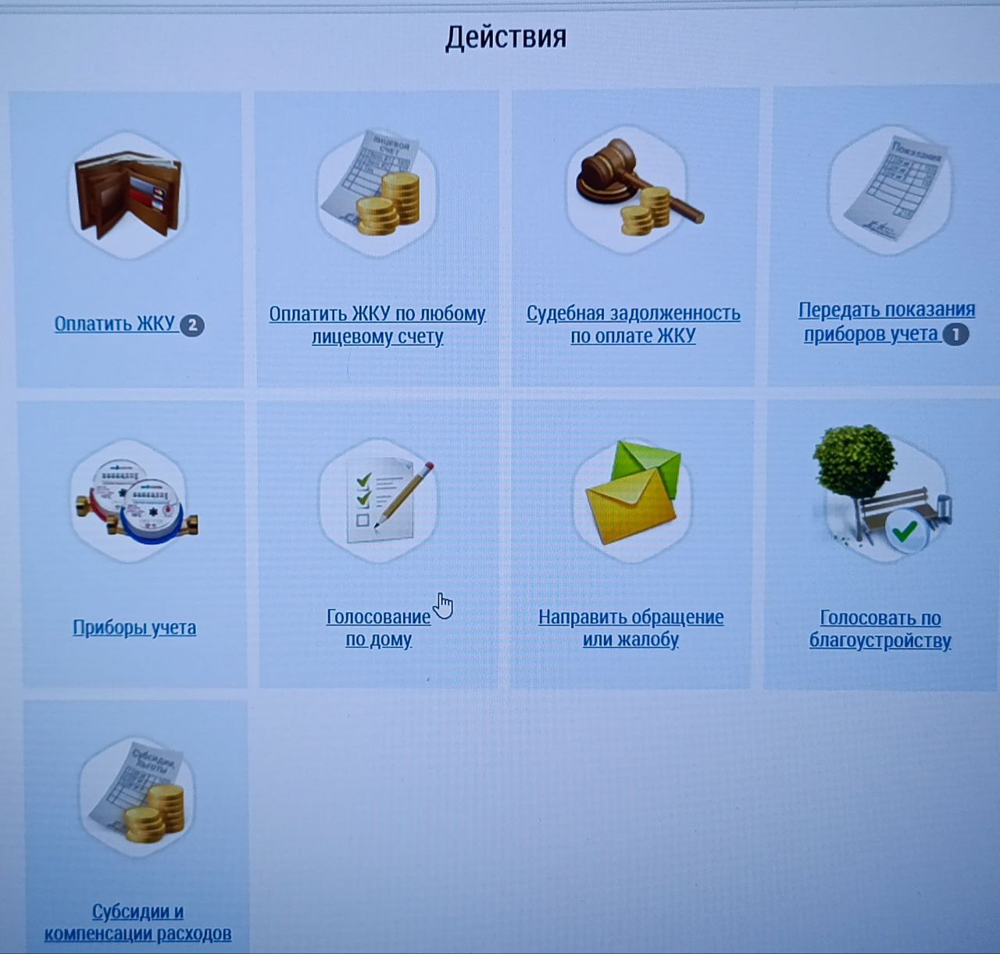 Действия
ЛИЦЕВОЙ
СЧЕТ
Показания
Оплатить ЖКУ 2
Оплатить ЖКУ по любому
лицевому счету
Судебная задолженность
по оплате ЖКУ
Передать показания
приборов учета 1
Приборы учета
Голосование
по дому
Направить обращение
или жалобу
Голосовать по
благоустройству
Субсидии,
льготы
Субсидии и
компенсации расходов